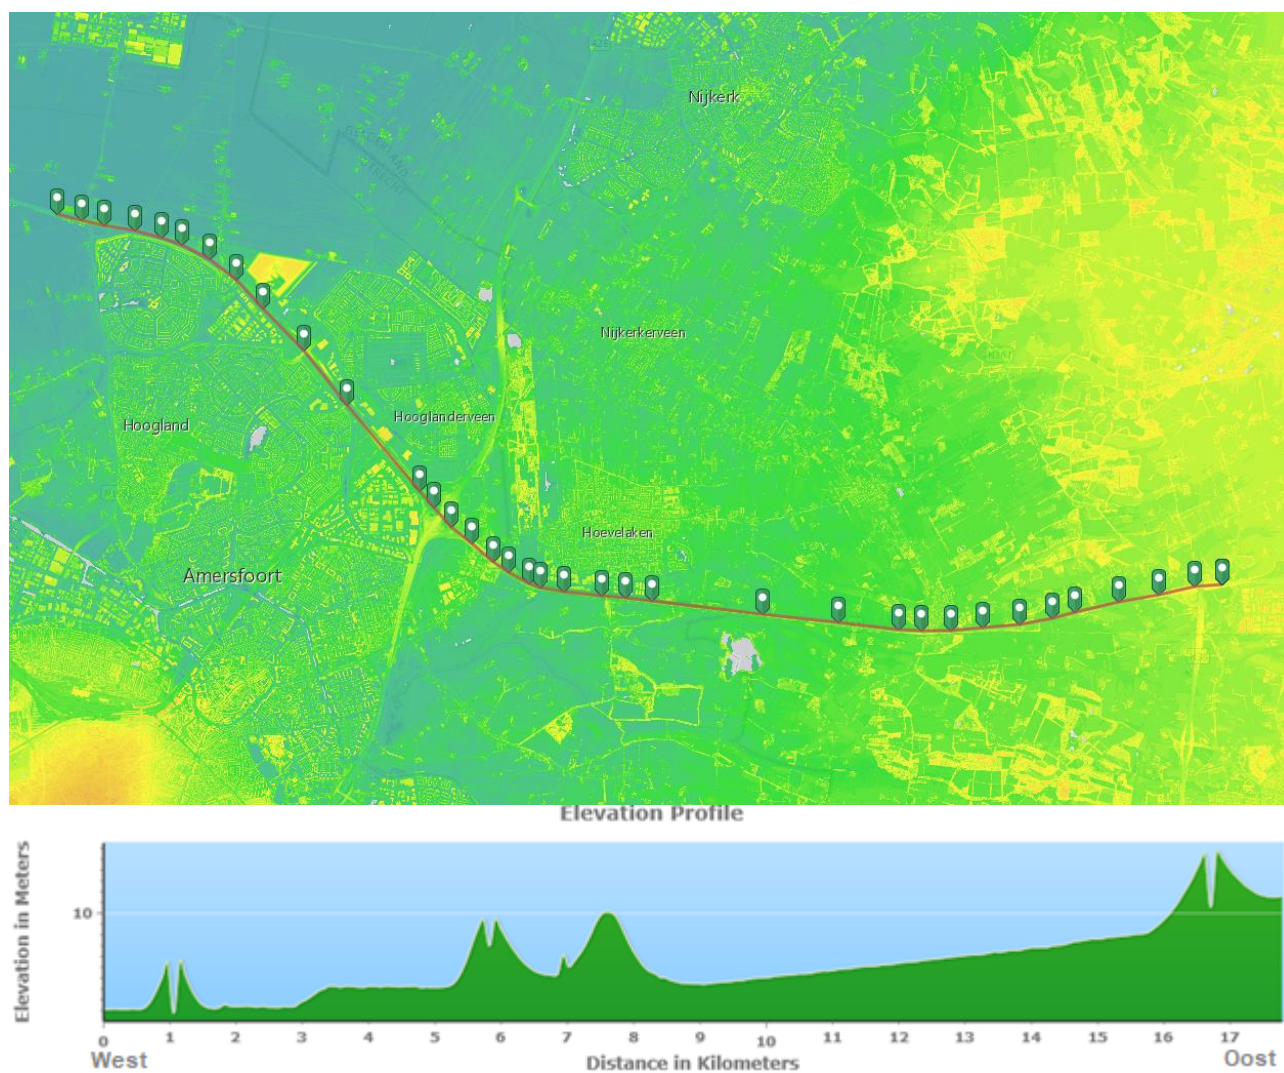 Nijkerk
Nijkerkerveen
Hoogland
Hooglanderveen
Hoevelaken
Amersfoort
Elevation Profile
Elevation in Meters
10
0 1 2 3 4 5 6 7 8 9 10 11 12 13 14 15 16 17
West
Distance in Kilometers
Oost